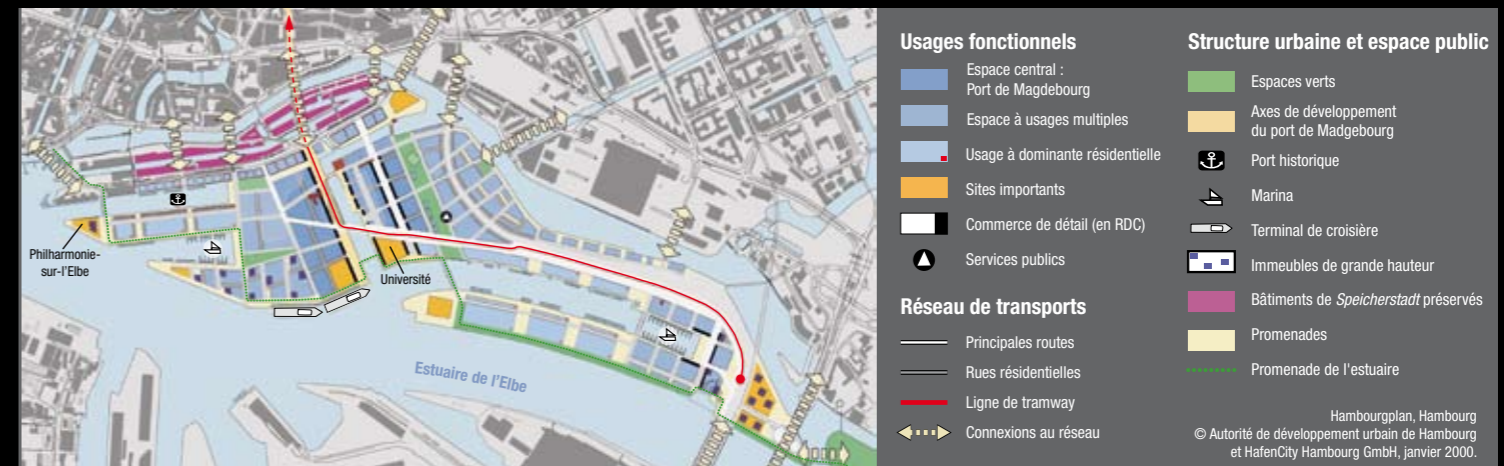 Philharmonie-
sur-l'Elbe
Université
Estuaire de l'Elbe
Usages fonctionnels
Espace central :
Port de Magdebourg
Espace à usages multiples
Usage à dominante résidentielle
Sites importants
Commerce de détail (en RDC)
Services publics
Réseau de transports
Principales routes
Rues résidentielles
Ligne de tramway
Connexions au réseau
Structure urbaine et espace public
Espaces verts
Axes de développement
du port de Madgebourg
Port historique
Marina
Terminal de croisière
Immeubles de grande hauteur
Bâtiments de Speicherstadt préservés
Promenades
Promenade de l'estuaire
Hambourgplan, Hambourg
© Autorité de développement urbain de Hambourg
et HafenCity Hambourg GmbH, janvier 2000.